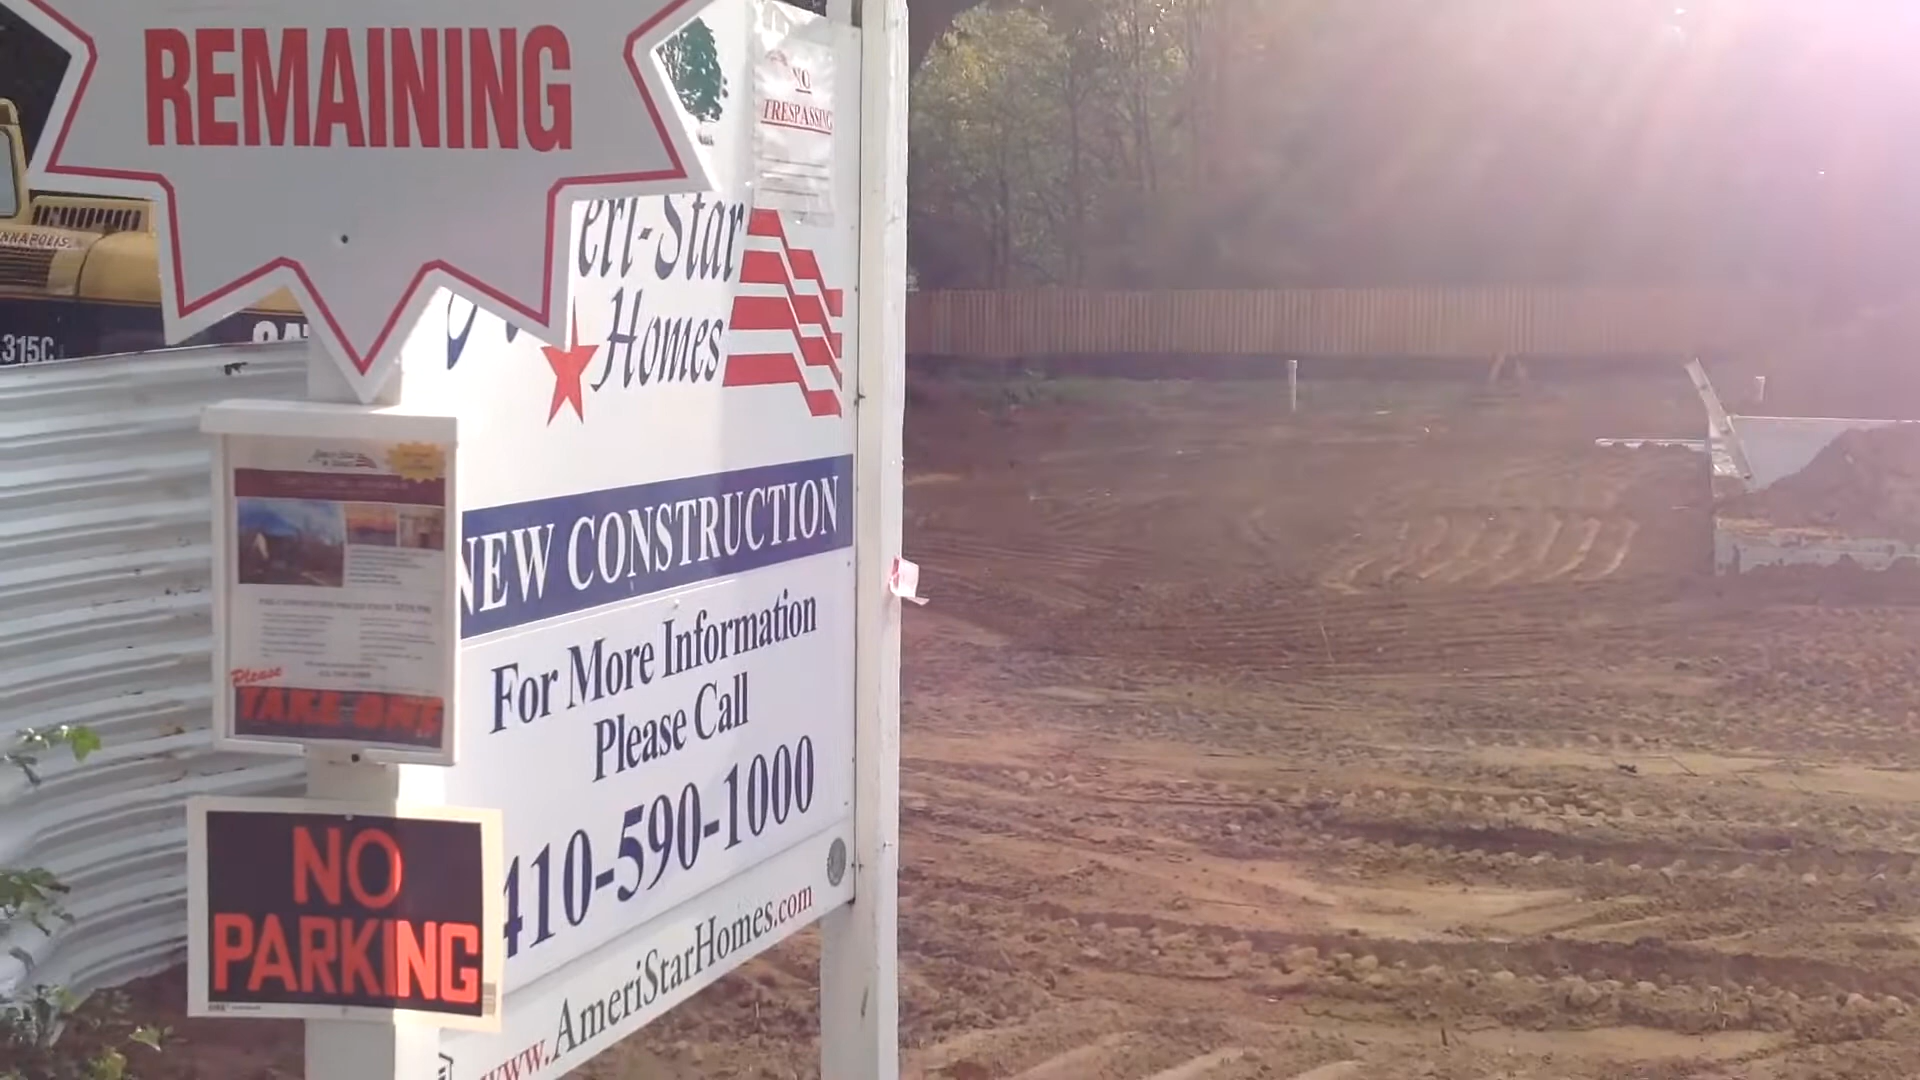 REMAINING
NO
TRESPASSING
NNAPOLIS,
315C
eri-Star
Homes
NEW CONSTRUCTION
For More Information
Please Call
410-590-1000
www.AmeriStarHomes.com
Please
TAKE ONE
NO
PARKING